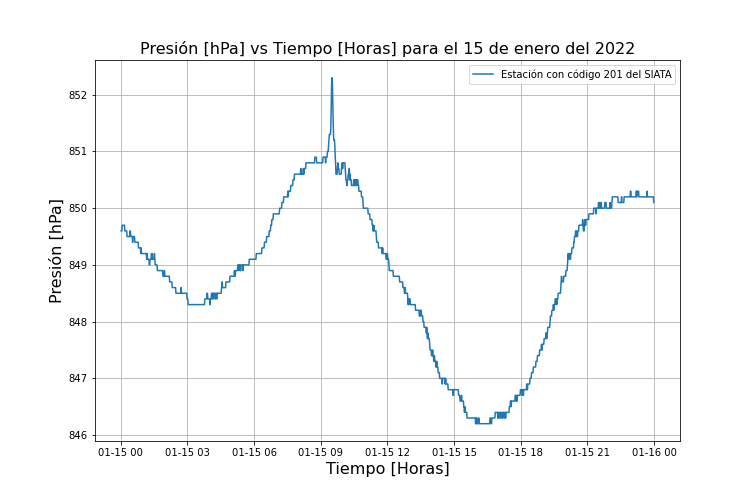 Presión [hPa] vs Tiempo [Horas] para el 15 de enero del 2022
Estación con código 201 del SIATA
Presión [hPa]
852
851
850
849
848
847
846
01-15 00 01-15 03 01-15 06 01-15 09 01-15 12 01-15 15 01-15 18 01-15 21 01-16 00
Tiempo [Horas]